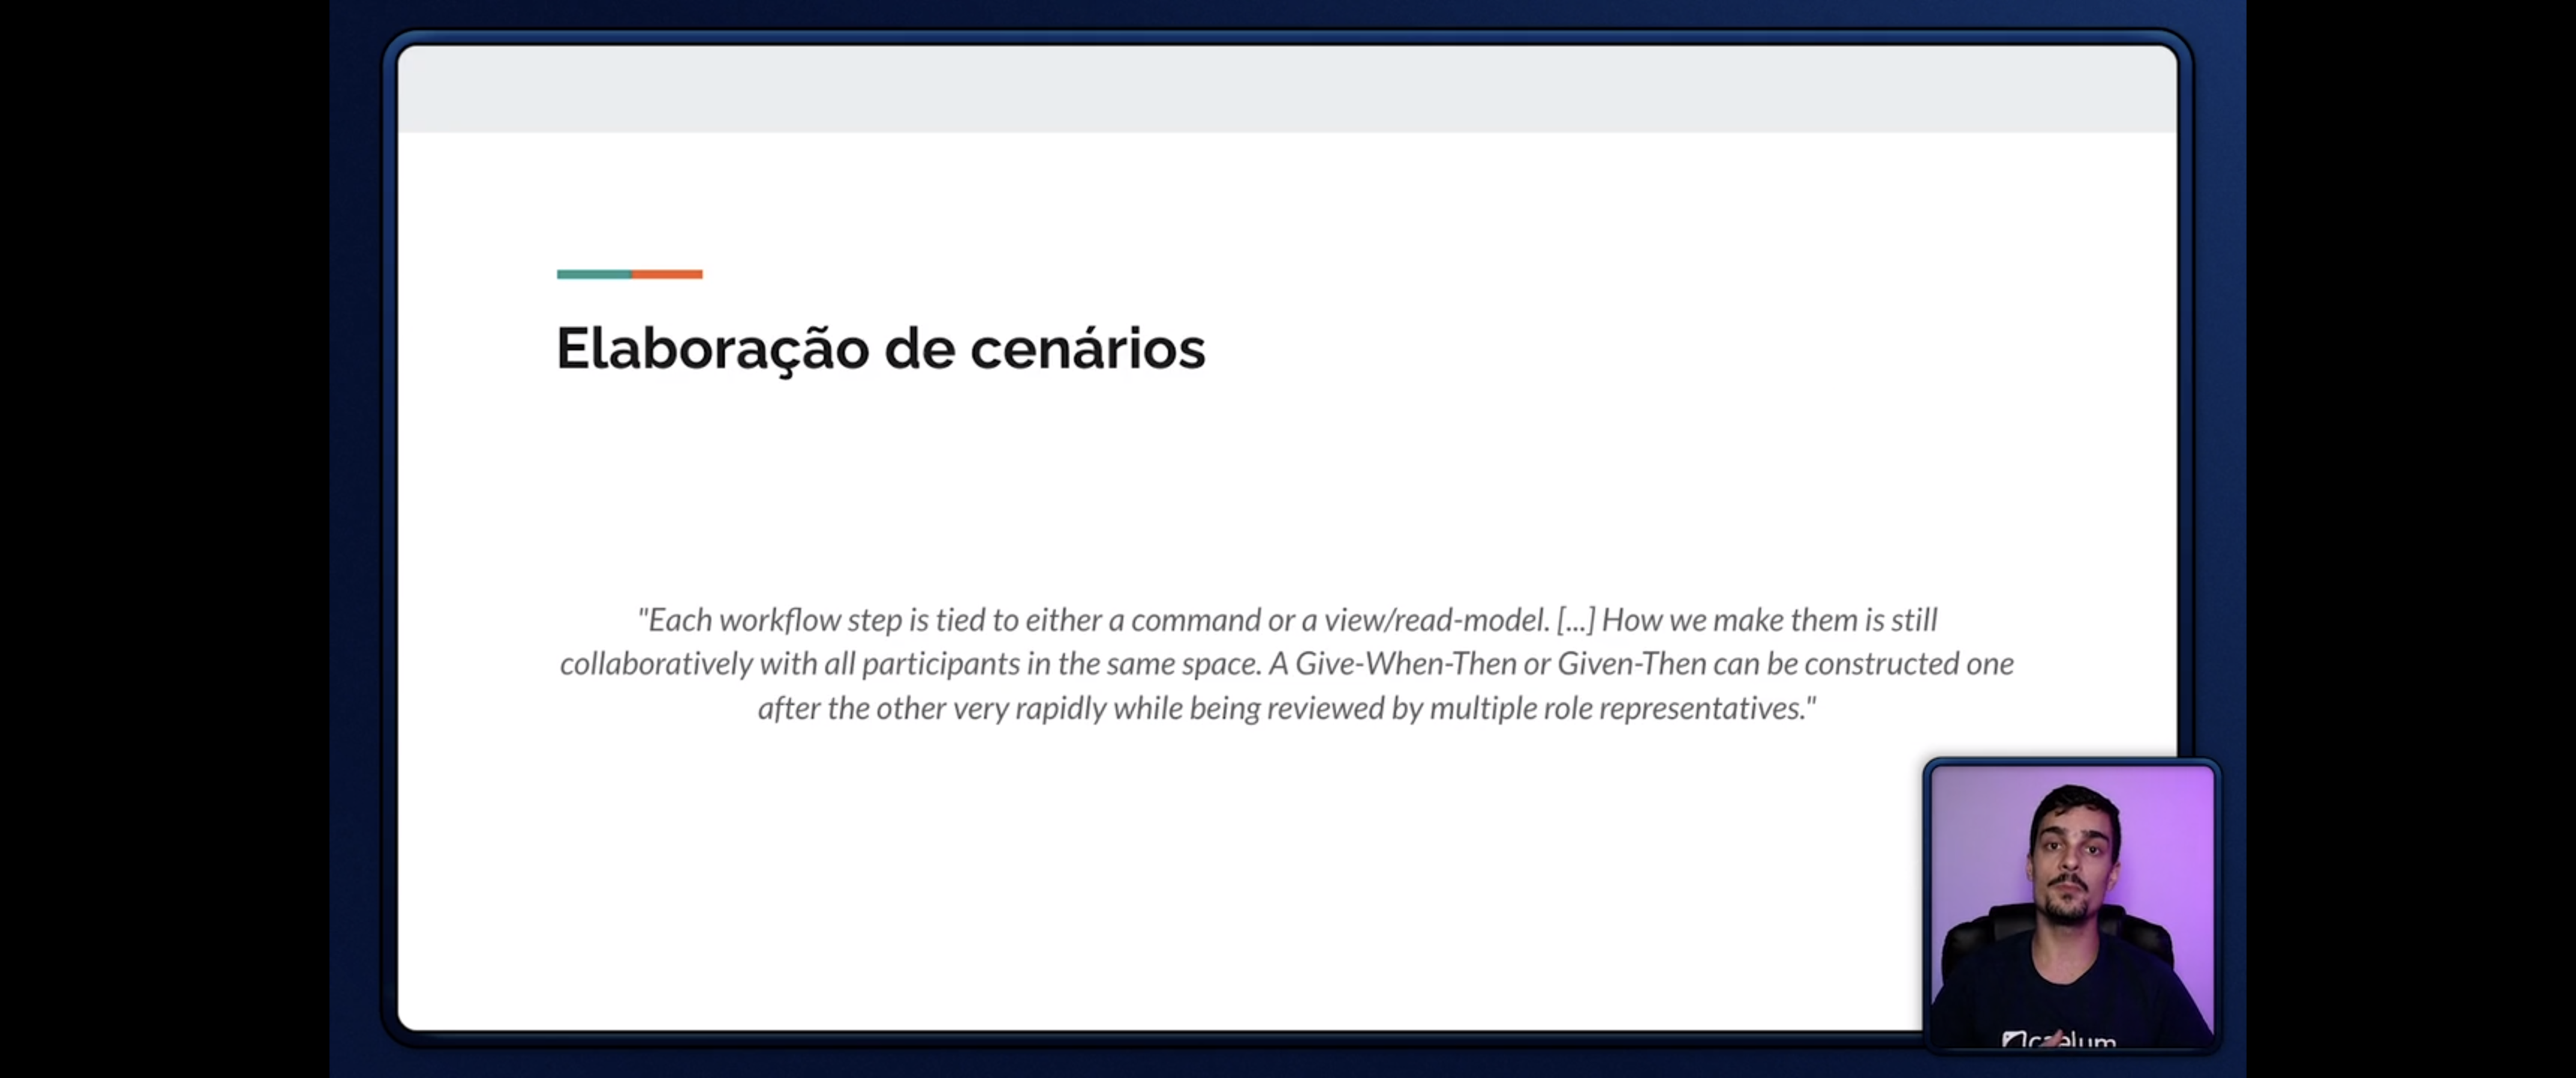 Elaboração de cenários
"Each workflow step is tied to either a command or a view/read-model. [...] How we make them is still
collaboratively with all participants in the same space. A Give-When-Then or Given-Then can be constructed one
after the other very rapidly while being reviewed by multiple role representatives."
caelum